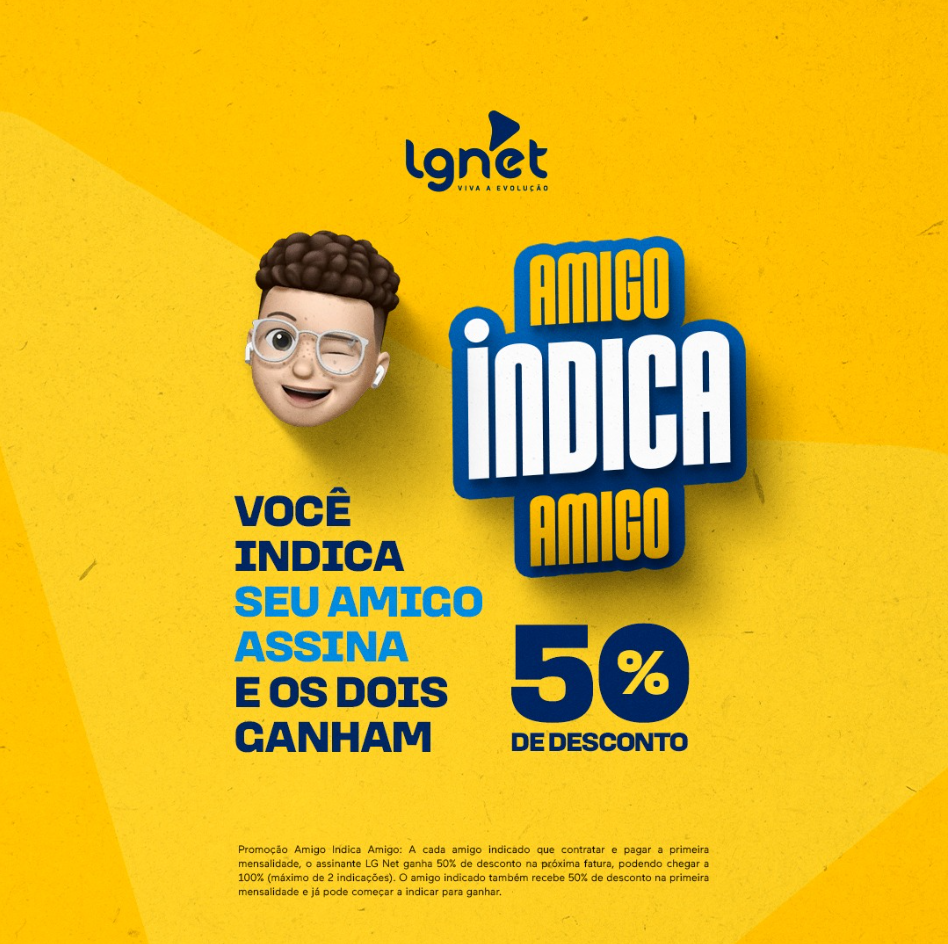 lgnet
VIVA A EVOLUÇÃO
AMIGO
INDICA
AMIGO
VOCÊ
INDICA
SEU AMIGO
ASSINA
E OS DOIS
GANHAM
50%
DE DESCONTO
Promoção Amigo Indica Amigo: A cada amigo indicado que contratar e pagar a primeira
mensalidade, o assinante LG Net ganha 50% de desconto na próxima fatura, podendo chegar a
100% (máximo de 2 indicações). O amigo indicado também recebe 50% de desconto na primeira
mensalidade e já pode começar a indicar para ganhar.